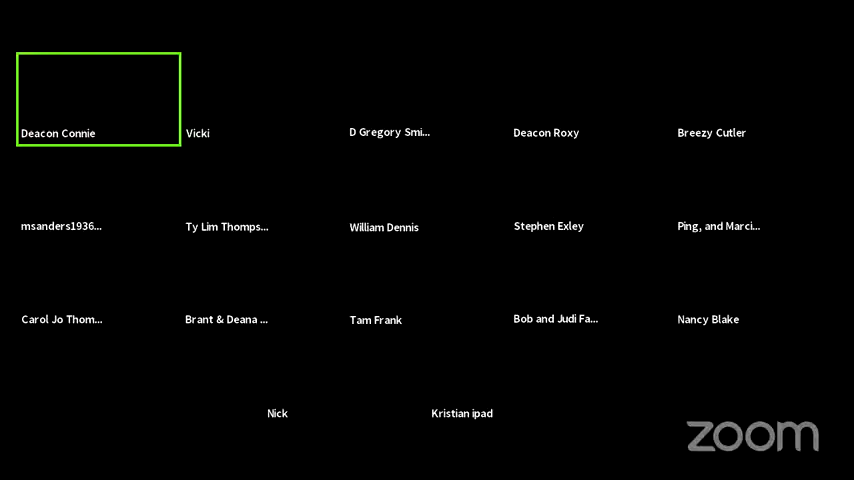 Deacon Connie
Vicki
D Gregory Smi...
Deacon Roxy
Breezy Cutler
msanders1936...
Ty Lim Thomps...
William Dennis
Stephen Exley
Ping, and Marci...
Carol Jo Thom...
Brant & Deana ...
Tam Frank
Bob and Judi Fa...
Nancy Blake
Nick
Kristian ipad
zoom